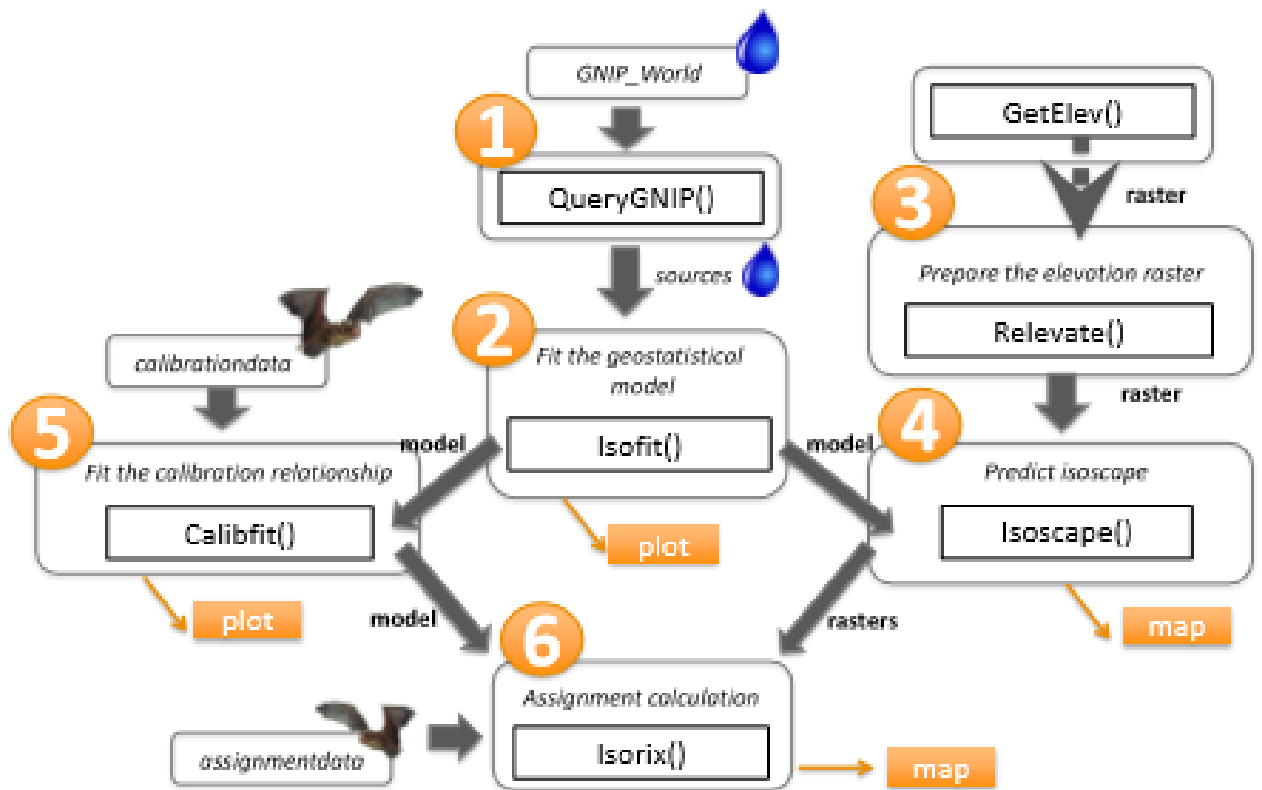 GNIP_World
GetElev()
1
QueryGNIP()
raster
3
sources
Prepare the elevation raster
Relevate()
2
Fit the geostatistical
model
calibrationdata
raster
5
4
Isofit()
model
model
Fit the calibration relationship
Predict isoscape
Calibfit()
Isoscape()
plot
plot
model
rasters
map
6
Assignment calculation
assignmentdata
Isorix()
map